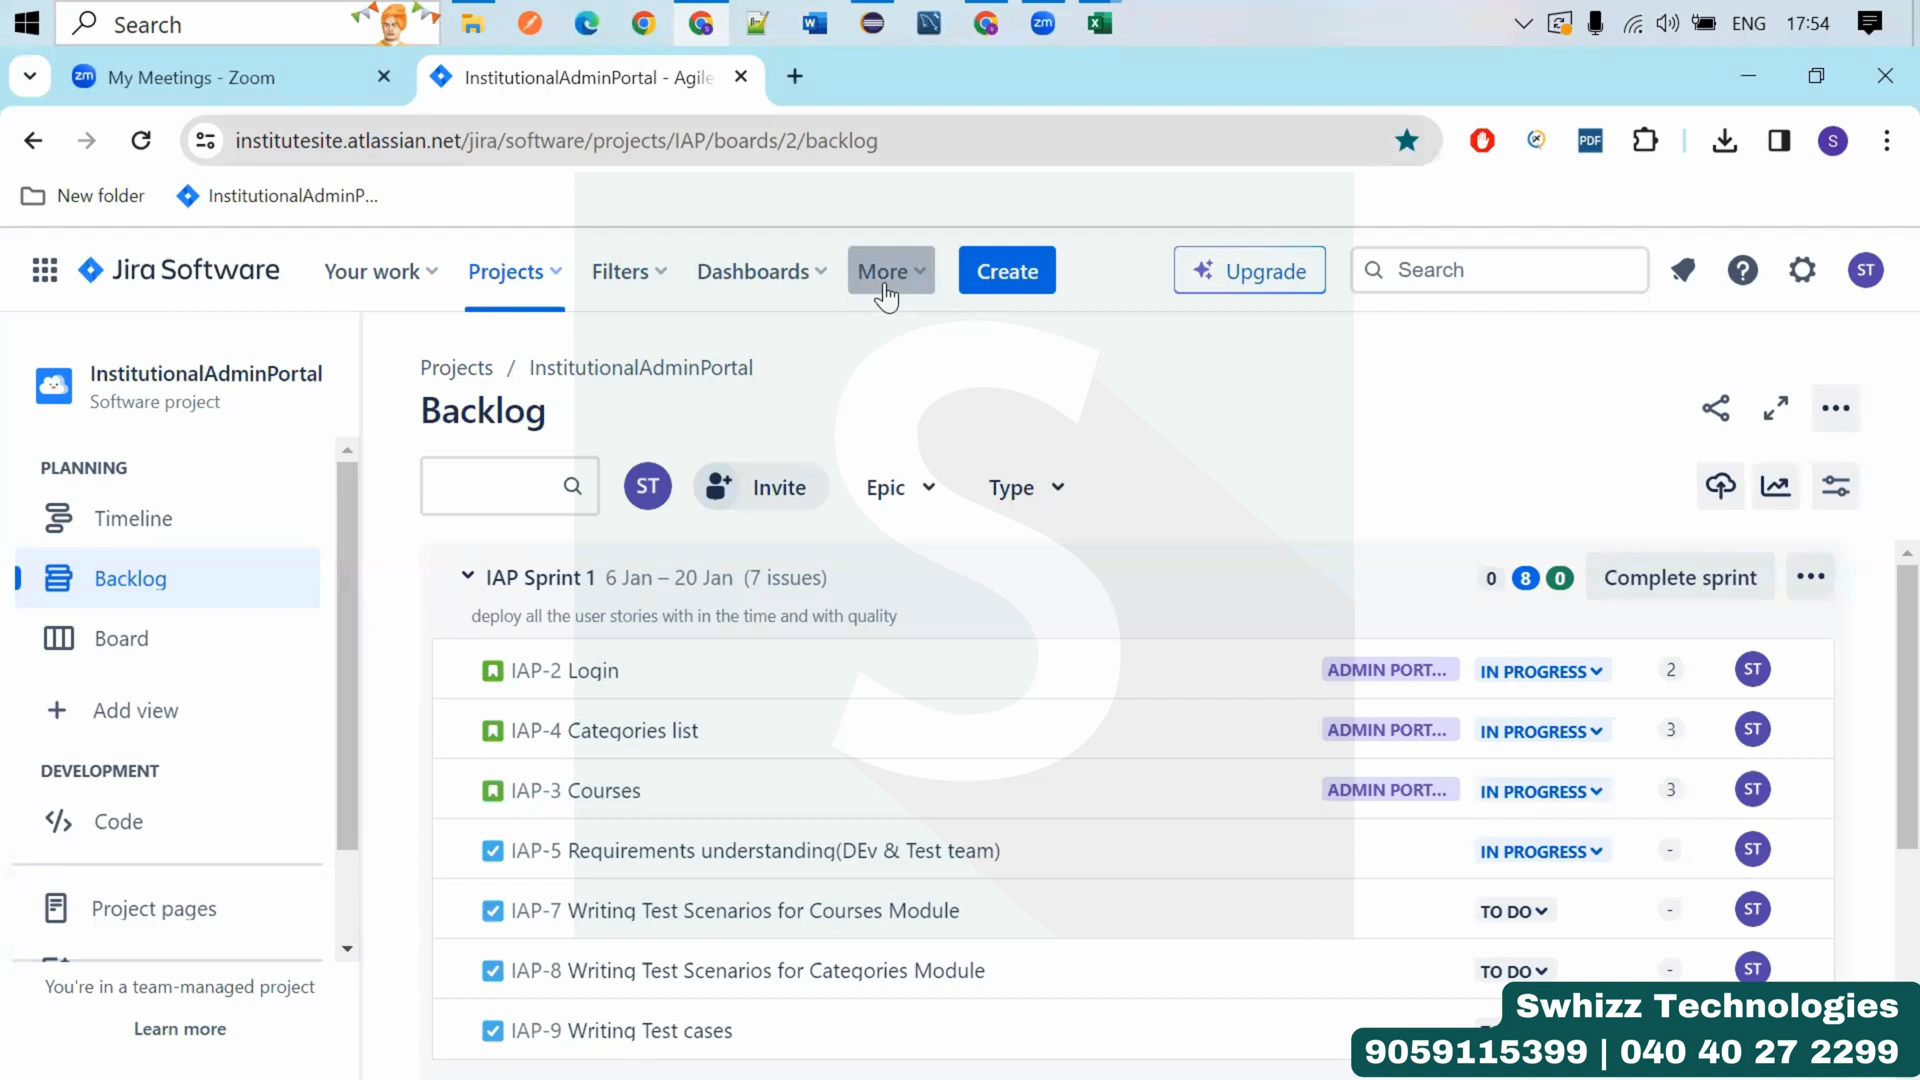 Search
ENG
17:54
My Meetings - Zoom
InstitutionalAdminPortal - Agile
institutesite.atlassian.net/jira/software/projects/IAP/boards/2/backlog
PDF
S
New folder
InstitutionalAdminP...
Jira Software
Your work
Projects
Filters
Dashboards
More
Create
Upgrade
Search
ST
InstitutionalAdminPortal
Software project
Projects / InstitutionalAdminPortal
Backlog
PLANNING
Timeline
Backlog
Board
Add view
DEVELOPMENT
Code
Project pages
You're in a team-managed project
Learn more
ST
Invite
Epic
Type
IAP Sprint 1 6 Jan – 20 Jan (7 issues)
0 8 0
Complete sprint
deploy all the user stories with in the time and with quality
IAP-2 Login ADMIN PORT... IN PROGRESS 2 ST
IAP-4 Categories list ADMIN PORT... IN PROGRESS 3 ST
IAP-3 Courses ADMIN PORT... IN PROGRESS 3 ST
IAP-5 Requirements understanding(DEv & Test team) IN PROGRESS - ST
IAP-7 Writing Test Scenarios for Courses Module TO DO - ST
IAP-8 Writing Test Scenarios for Categories Module TO DO - ST
IAP-9 Writing Test cases
Swhizz Technologies
9059115399 | 040 40 27 2299